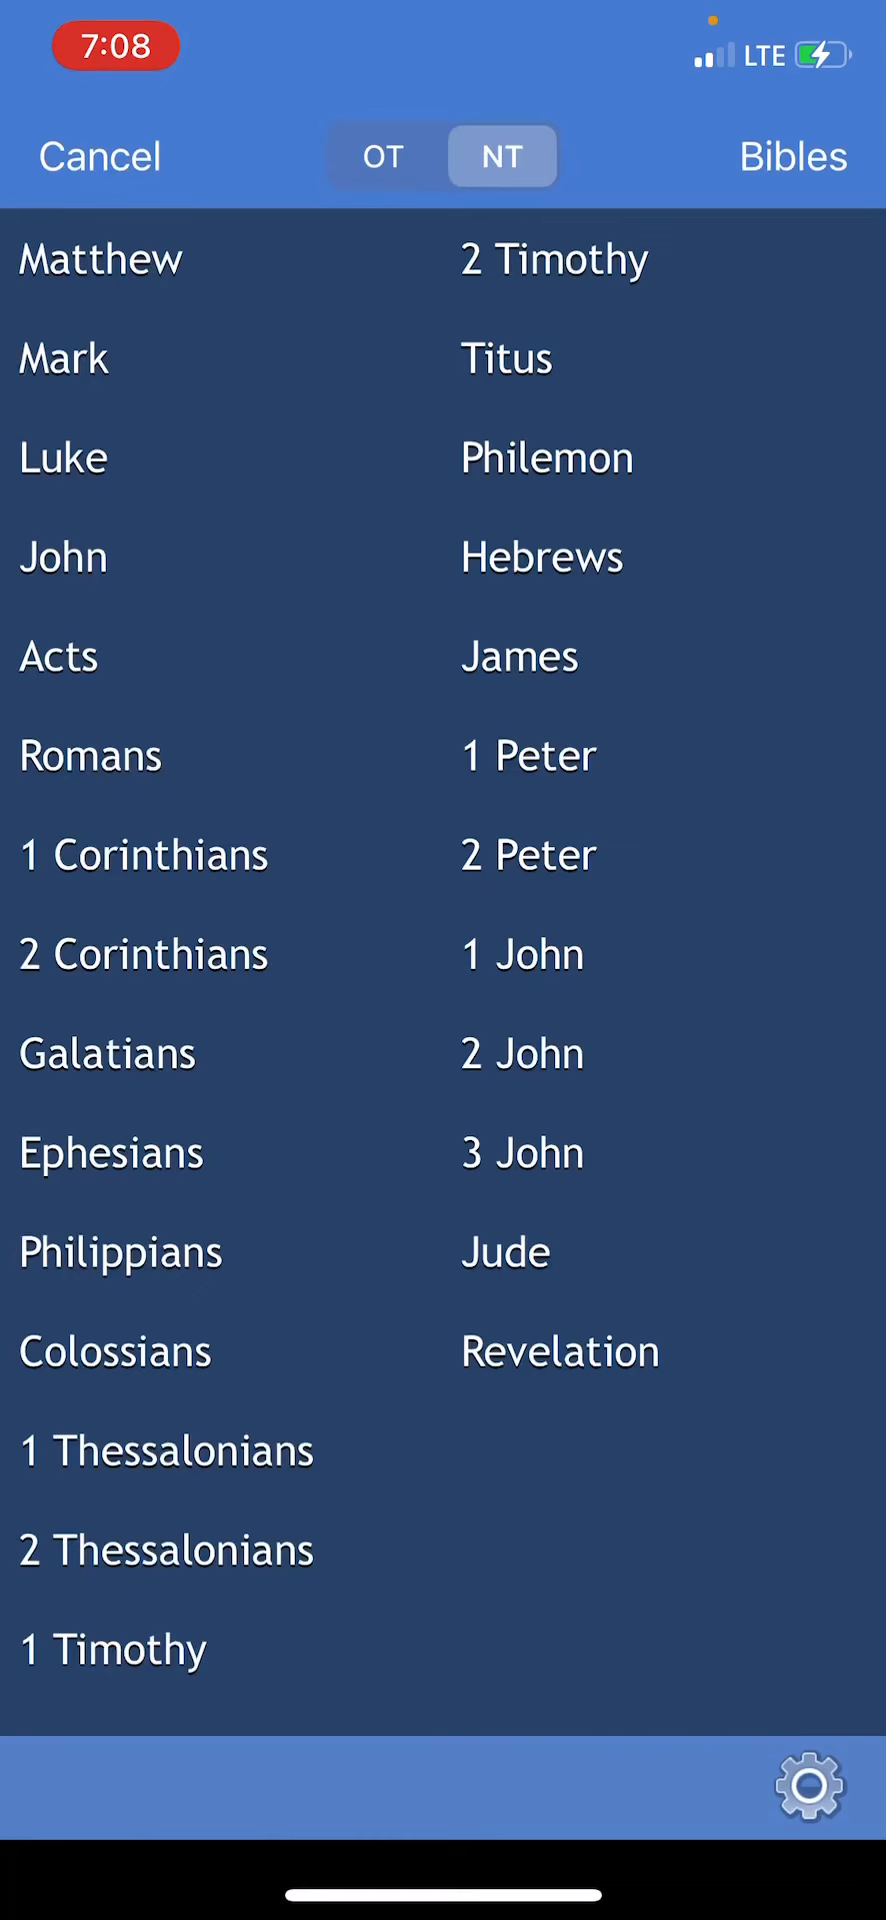 7:08
LTE
Cancel
OT
NT
Bibles
Matthew
Mark
Luke
John
Acts
Romans
1 Corinthians
2 Corinthians
Galatians
Ephesians
Philippians
Colossians
1 Thessalonians
2 Thessalonians
1 Timothy
2 Timothy
Titus
Philemon
Hebrews
James
1 Peter
2 Peter
1 John
2 John
3 John
Jude
Revelation